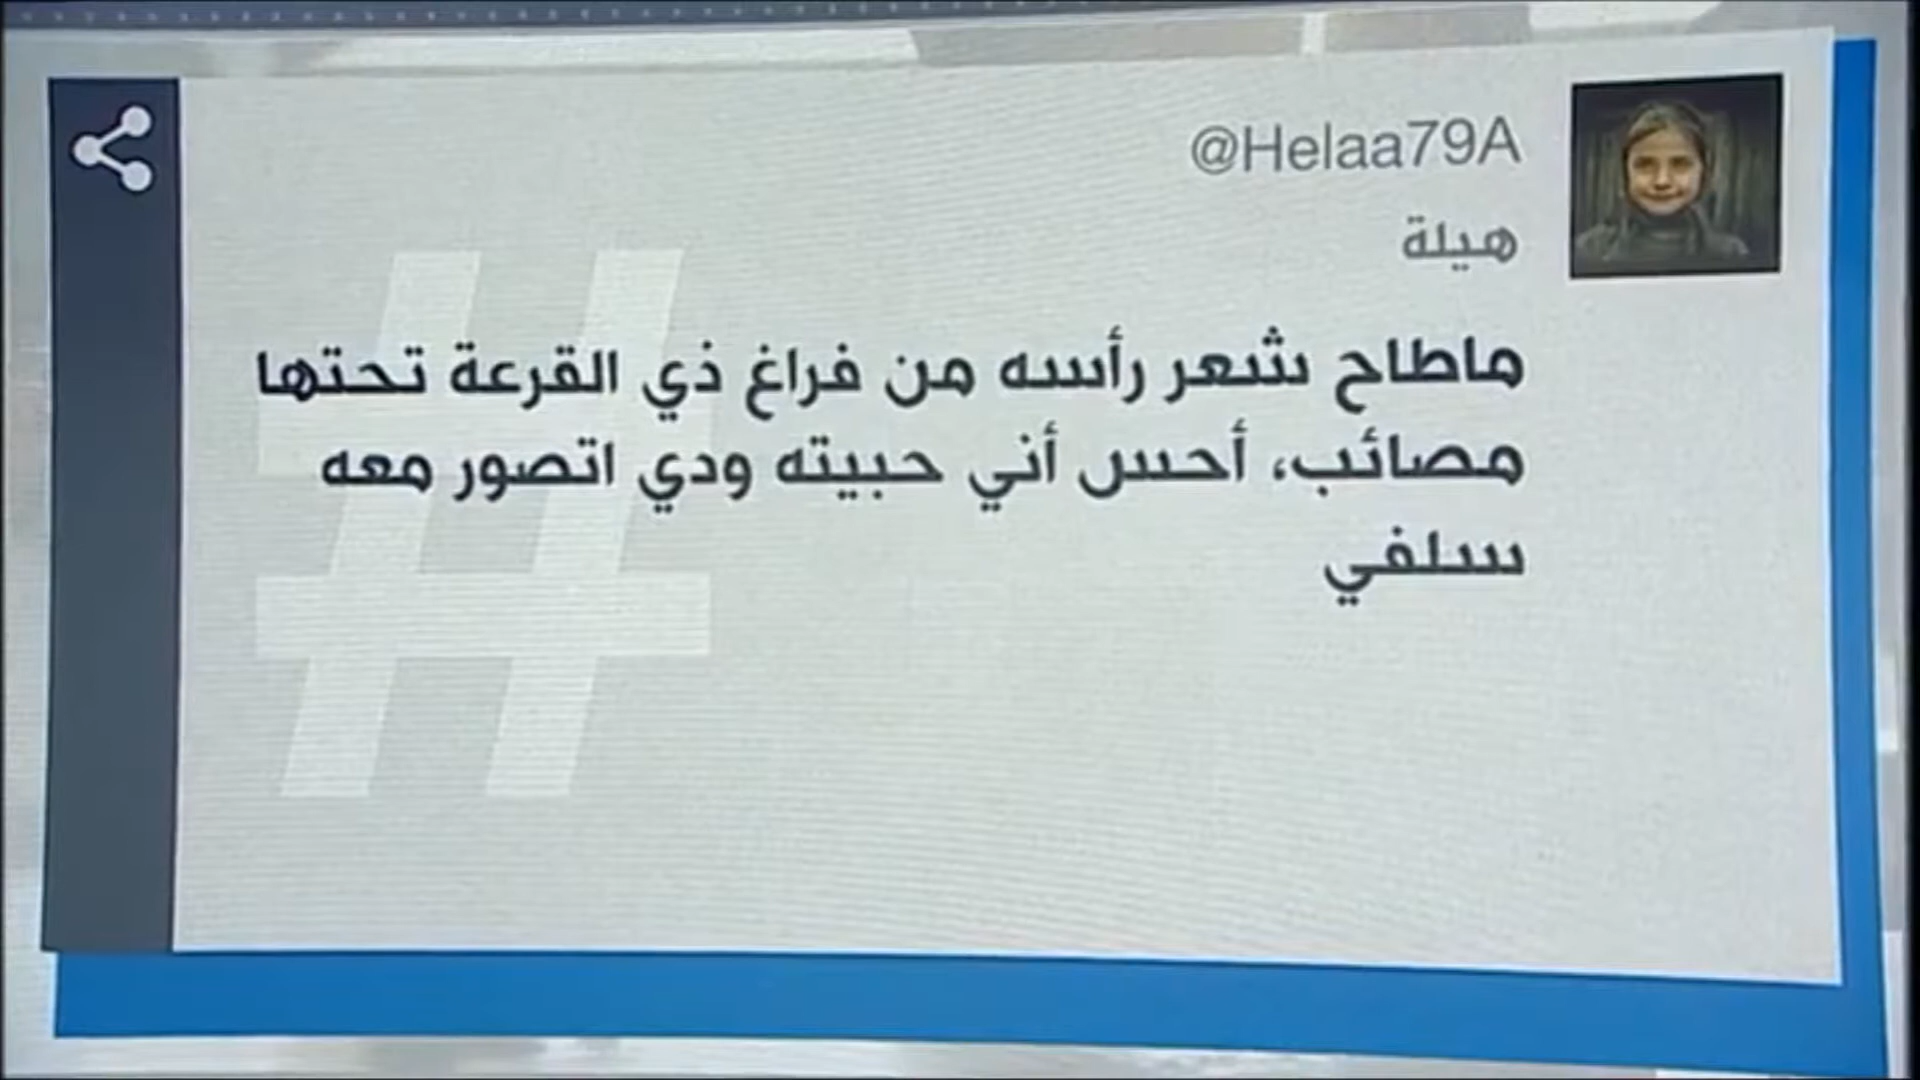 @Helaa79A
هيلة
ماطاح شعر رأسه من فراغ ذي القرعة تحتها
مصائب، أحس أني حبيته ودي اتصور معه
سلفي